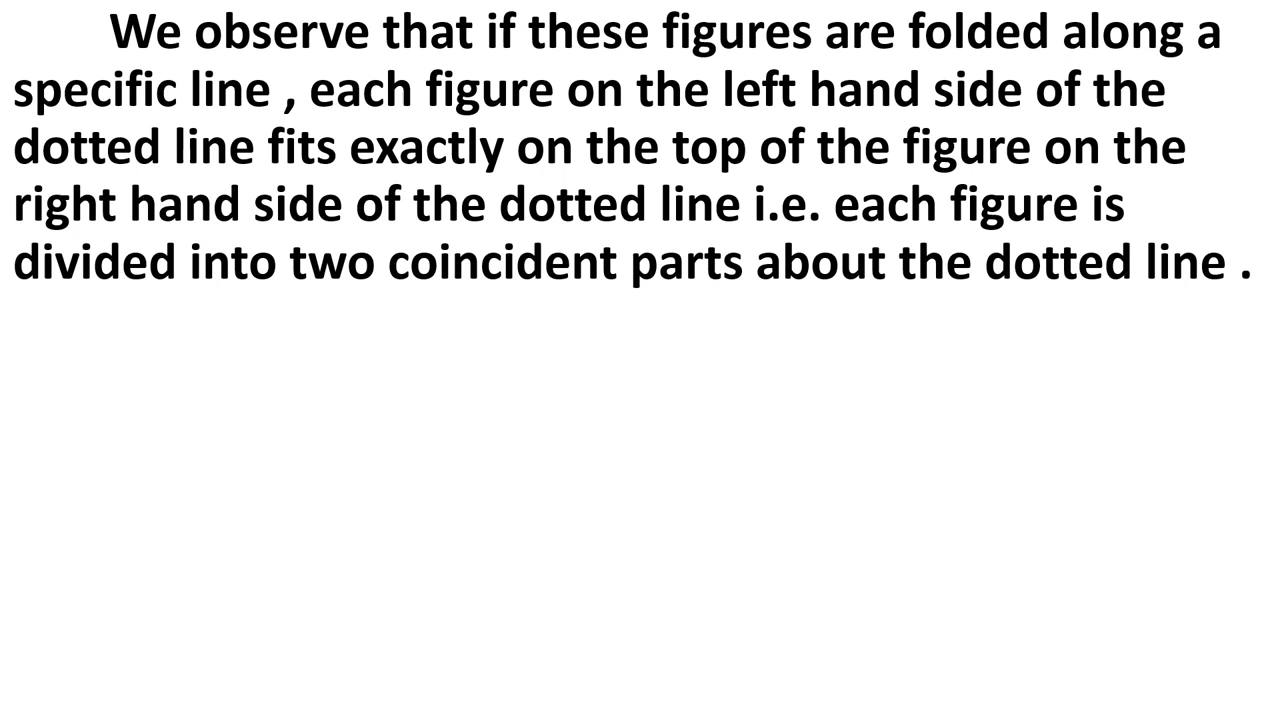 We observe that if these figures are folded along a
specific line , each figure on the left hand side of the
dotted line fits exactly on the top of the figure on the
right hand side of the dotted line i.e. each figure is
divided into two coincident parts about the dotted line .